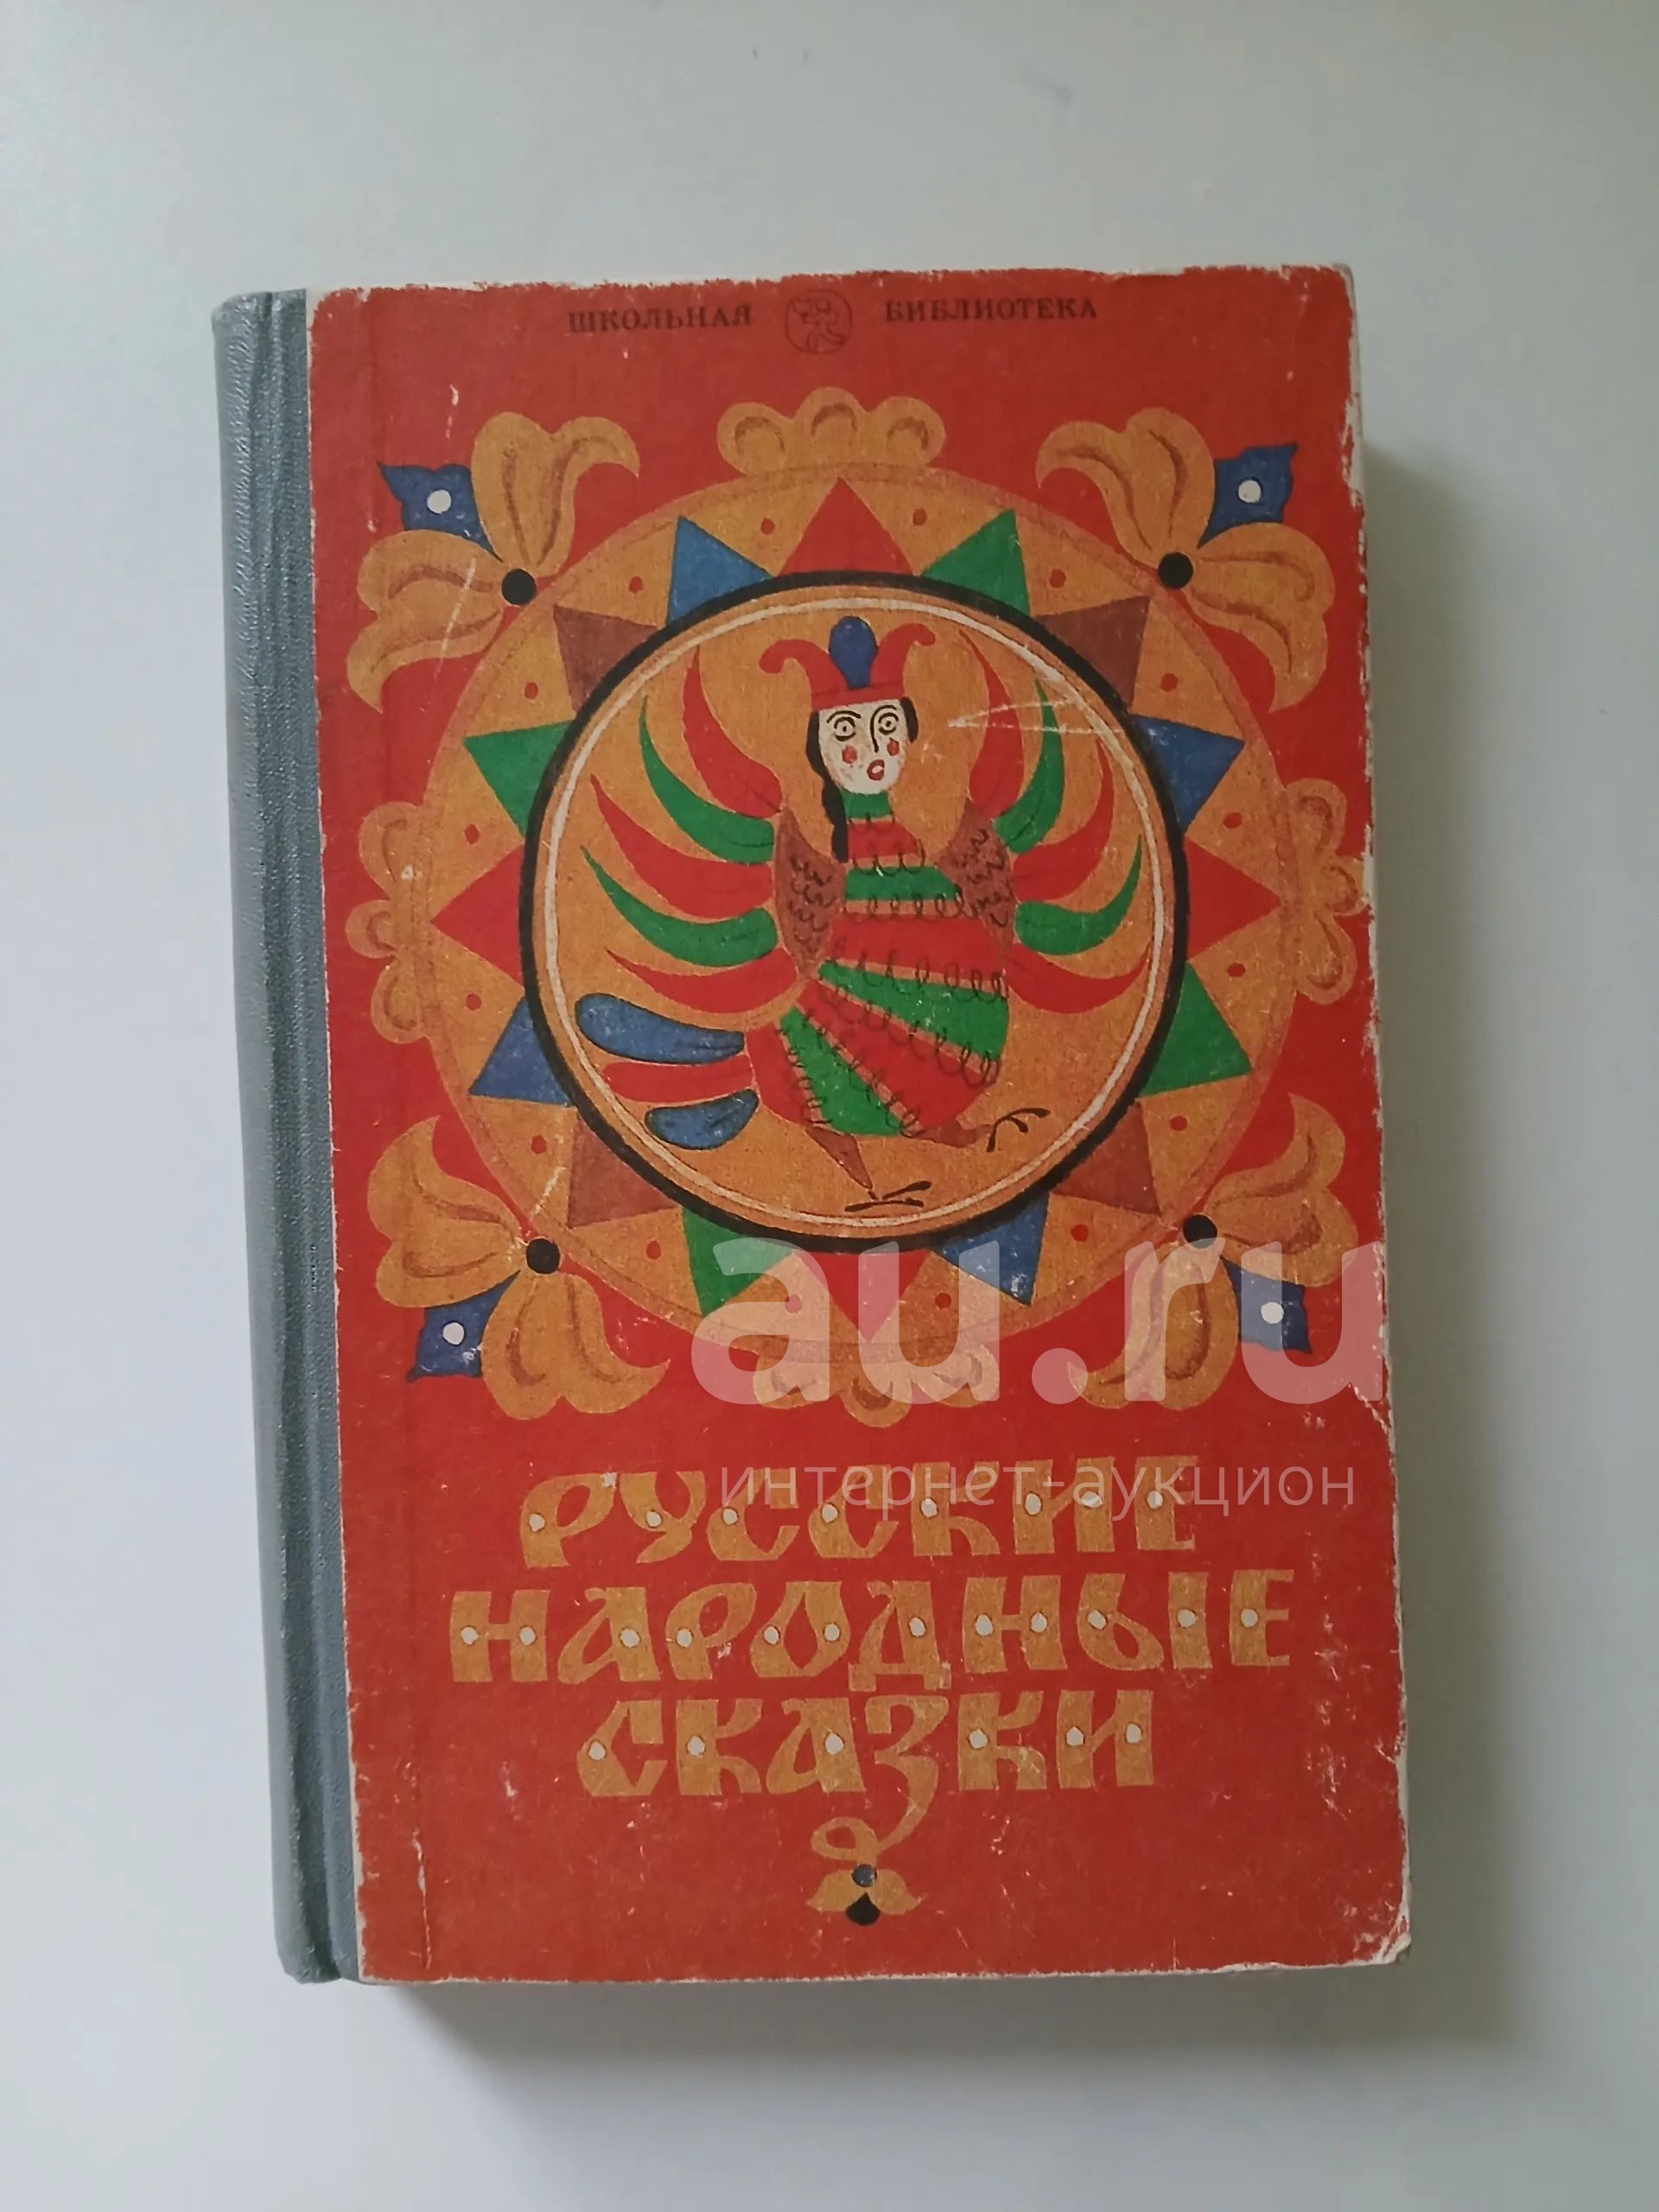 ШКОЛЬНАЯ БИБЛИОТЕКА
au.ru
интернет-аукцион
РУССКИЕ
НАРОДНЫЕ
СКАЗКИ